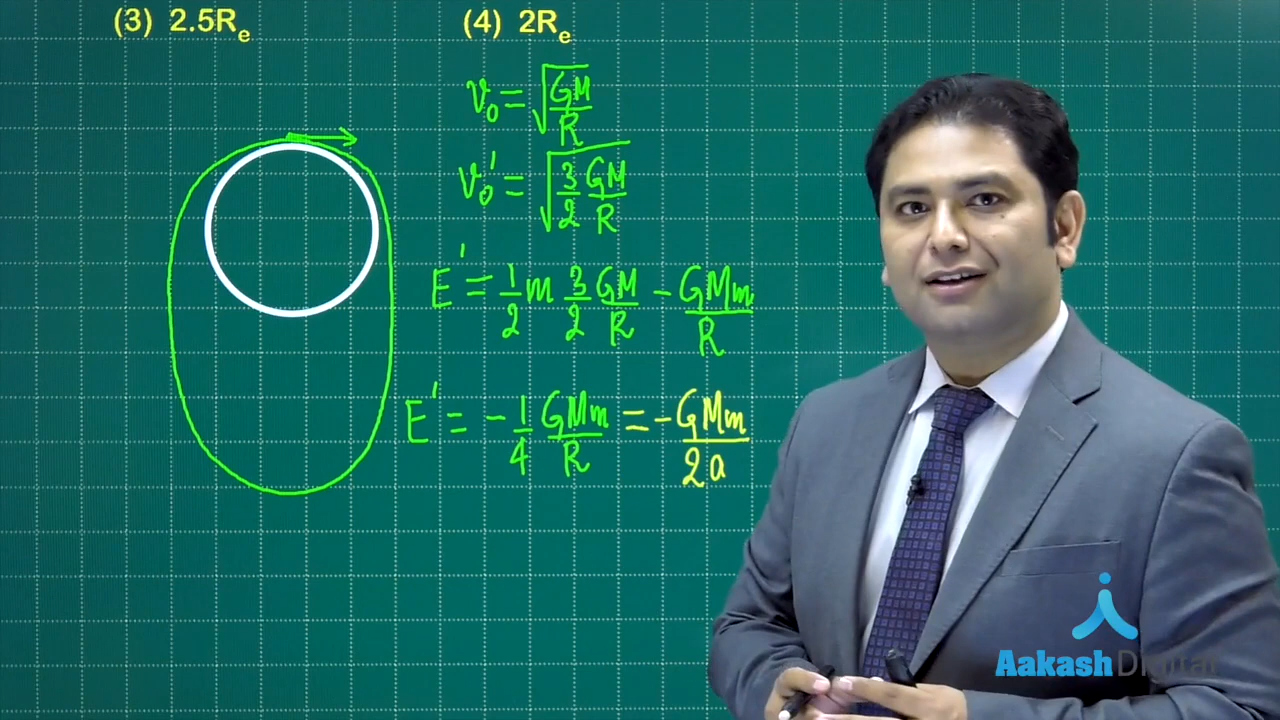 (3) 2.5Rₑ (4) 2Rₑ
v₀ = √(GM/R)
v₀' = √(3/2 GM/R)
E' = 1/2 m 3/2 GM/R - GMm/R
E' = - 1/4 GMm/R = - GMm/2a
Aakash Digital